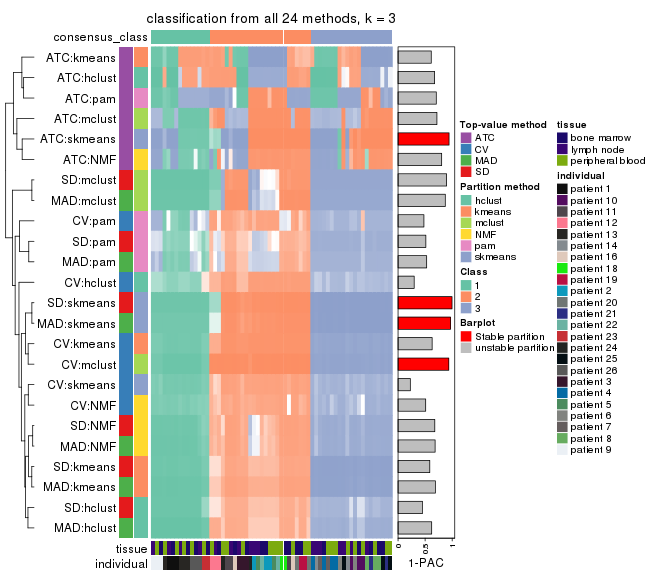 classification from all 24 methods, k = 3
consensus_class
ATC:kmeans
ATC:hclust
ATC:pam
ATC:mclust
ATC:skmeans
ATC:NMF
SD:mclust
MAD:mclust
CV:pam
SD:pam
MAD:pam
CV:hclust
SD:skmeans
MAD:skmeans
CV:kmeans
CV:mclust
CV:skmeans
CV:NMF
SD:NMF
MAD:NMF
SD:kmeans
MAD:kmeans
SD:hclust
MAD:hclust
tissue
individual
0
0.5
1
1-PAC
Top-value method
ATC
CV
MAD
SD
Partition method
hclust
kmeans
mclust
NMF
pam
skmeans
Class
1
2
3
Barplot
Stable partition
unstable partition
tissue
bone marrow
lymph node
peripheral blood
individual
patient 1
patient 10
patient 11
patient 12
patient 13
patient 14
patient 16
patient 18
patient 19
patient 2
patient 20
patient 21
patient 22
patient 23
patient 24
patient 25
patient 26
patient 3
patient 4
patient 5
patient 6
patient 7
patient 8
patient 9